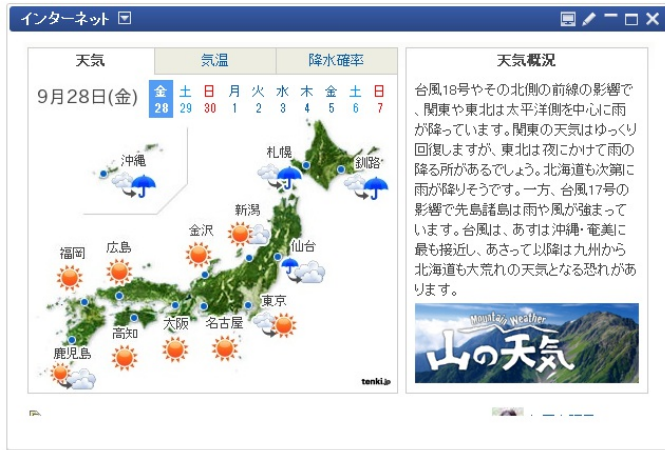 インターネット
天気 気温 降水確率
9月28日(金)
金 土 日 月 火 水 木 金 土 日
28 29 30 1 2 3 4 5 6 7
沖縄
札幌
釧路
新潟
金沢
仙台
福岡
広島
東京
高知
大阪
名古屋
鹿児島
tenki.jp
天気概況
台風18号やその北側の前線の影響で
、関東や東北は太平洋側を中心に雨
が降っています。関東の天気はゆっくり
回復しますが、東北は夜にかけて雨の
降る所があるでしょう。北海道も次第に
雨が降りそうです。一方、台風17号の
影響で先島諸島は雨や風が強まって
います。台風は、あすは沖縄・奄美に
最も接近し、あさって以降は九州から
北海道も大荒れの天気となる恐れがあ
ります。
Mountain Weather
山の天気